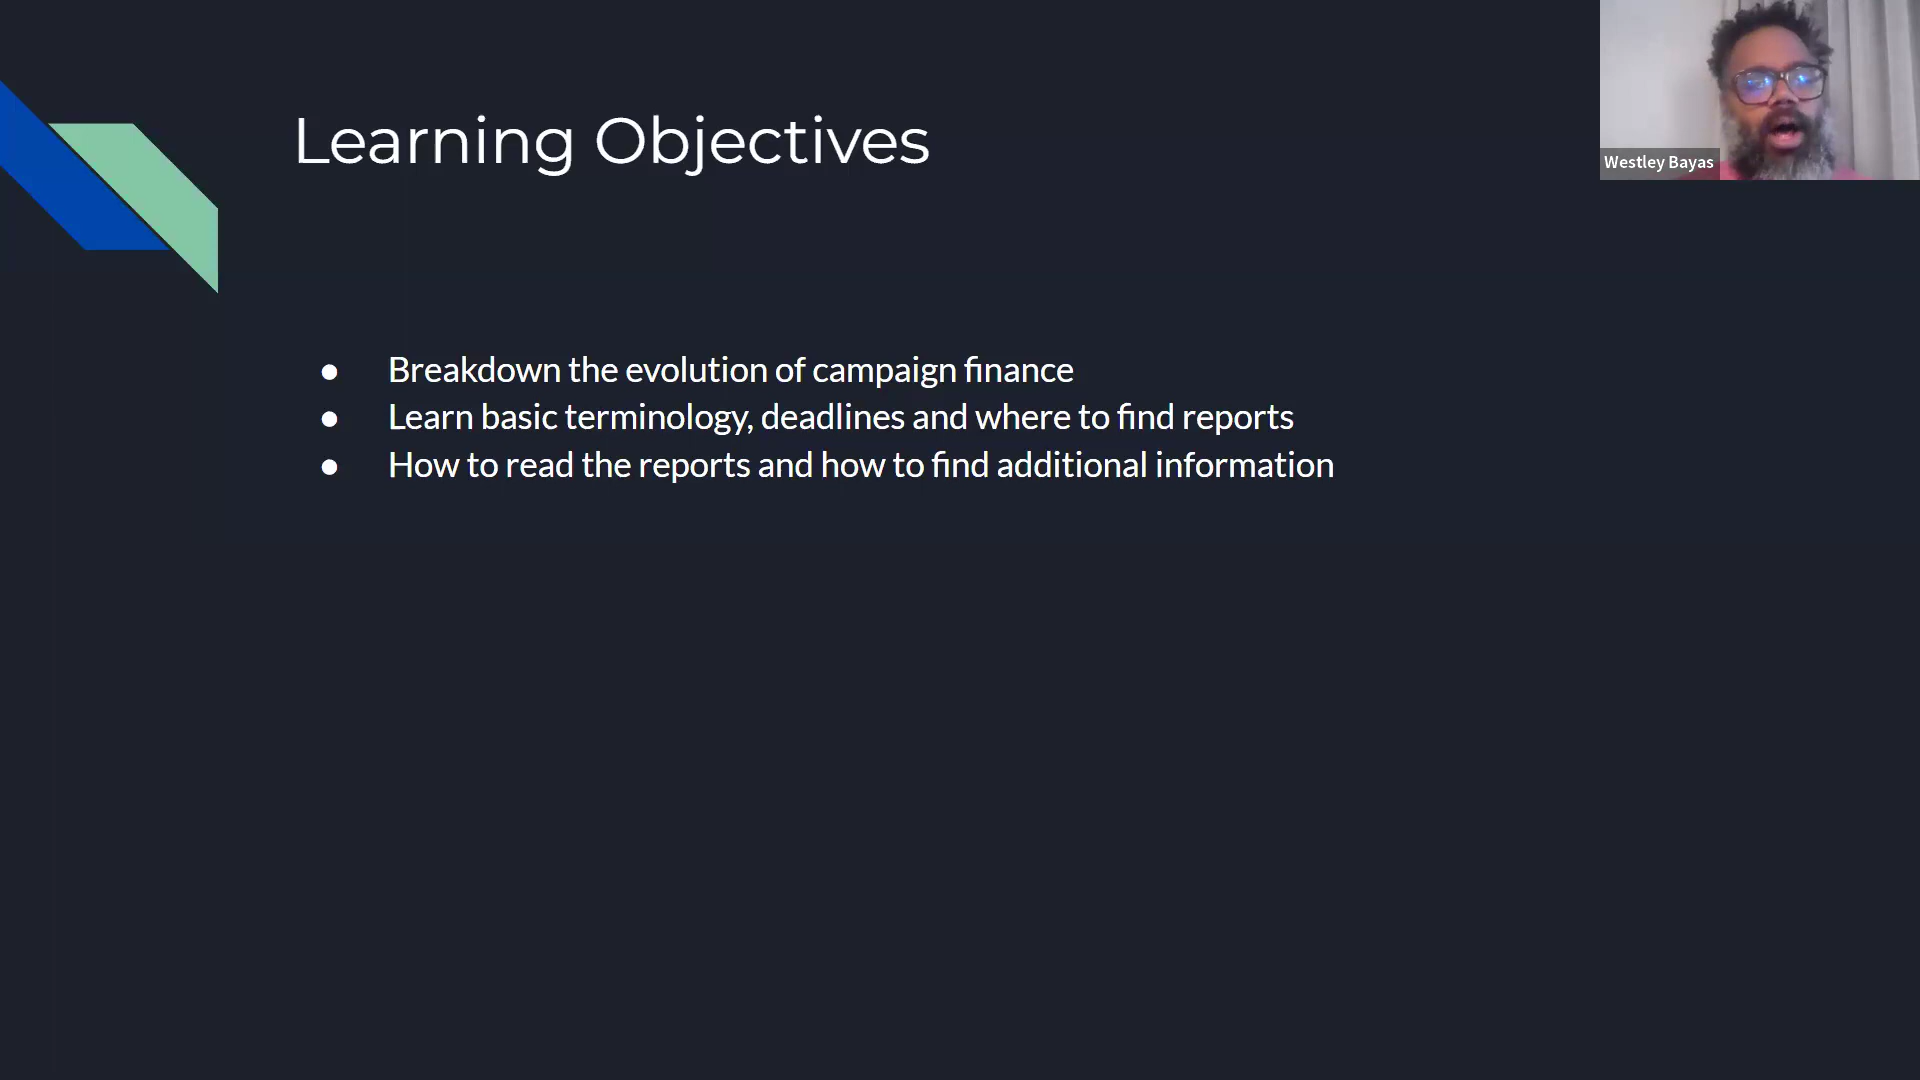 Learning Objectives
Westley Bayas
● Breakdown the evolution of campaign finance
● Learn basic terminology, deadlines and where to find reports
● How to read the reports and how to find additional information